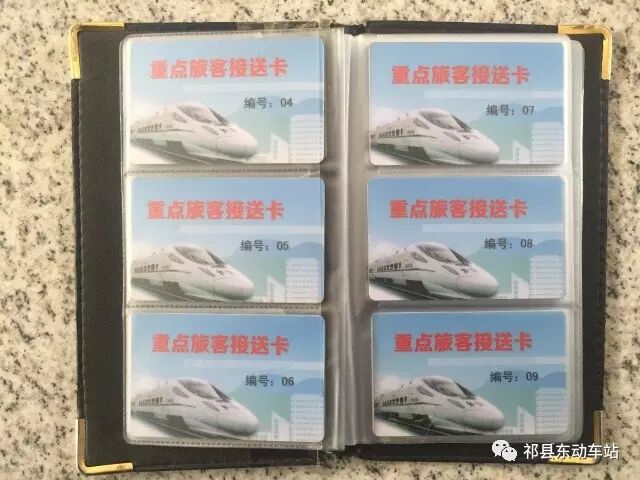 重点旅客接送卡
编号：04
重点旅客接送卡
编号：05
重点旅客接送卡
编号：06
重点旅客接送卡
编号：07
重点旅客接送卡
编号：08
重点旅客接送卡
编号：09
祁县东动车站